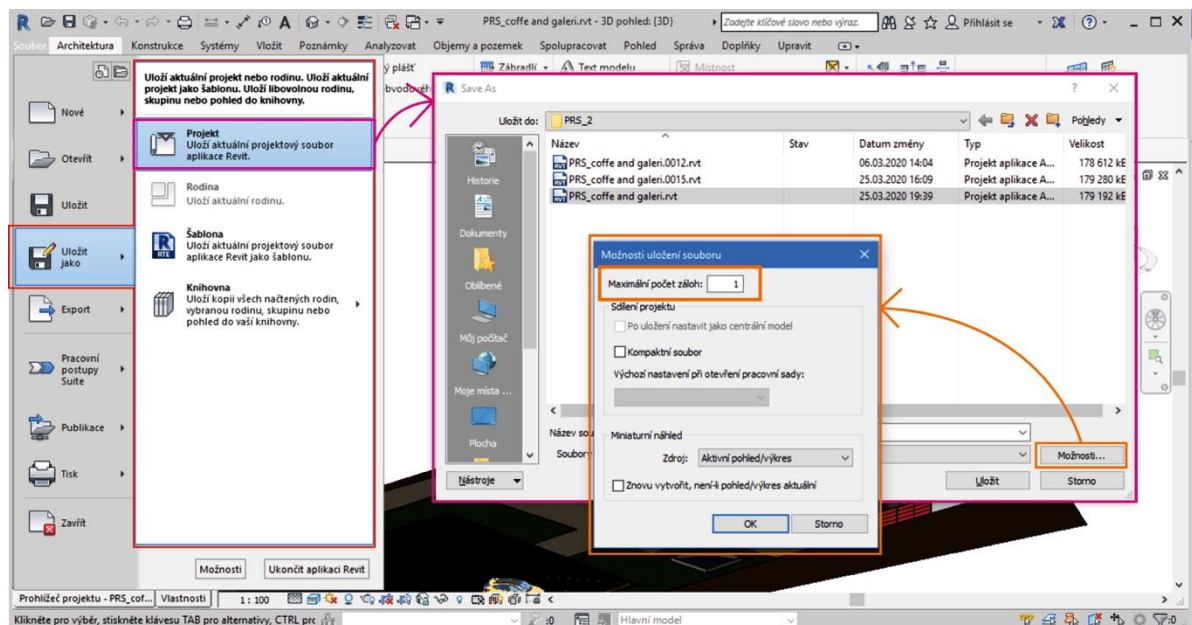 PRS_coffe and galeri.rvt - 3D pohled: {3D}
Zadejte klíčové slovo nebo výraz.
Přihlásit se
Soubor Architektura Konstrukce Systémy Vložit Poznámky Analyzovat Objemy a pozemek Spolupracovat Pohled Správa Doplňky Upravit
ý plášť
Zábradlí
Text modelu
Místnost
Uloží aktuální projekt nebo rodinu. Uloží aktuální
projekt jako šablonu. Uloží libovolnou rodinu,
skupinu nebo pohled do knihovny.
Nové
Otevřít
Uložit
Uložit
jako
Export
Pracovní
postupy
Suite
Publikace
Tisk
Zavřít
Projekt
Uloží aktuální projektový soubor
aplikace Revit.
Rodina
Uloží aktuální rodinu.
Šablona
Uloží aktuální projektový soubor
aplikace Revit jako šablonu.
Knihovna
Uloží kopii všech načtených rodin,
vybranou rodinu, skupinu nebo
pohled do vaší knihovny.
Možnosti
Ukončit aplikaci Revit
Save As
Uložit do: PRS_2
Pohledy
Název Stav Datum změny Typ Velikost
PRS_coffe and galeri.0012.rvt 06.03.2020 14:04 Projekt aplikace A... 178 612 kE
PRS_coffe and galeri.0015.rvt 25.03.2020 16:09 Projekt aplikace A... 179 280 kE
PRS_coffe and galeri.rvt 25.03.2020 19:39 Projekt aplikace A... 179 192 kE
Historie
Dokumenty
Oblíbené
Můj počítač
Moje místa ...
Plocha
Název sou
Soubory
Nástroje
Možnosti...
Uložit
Storno
Možnosti uložení souboru
Maximální počet záloh: 1
Sdílení projektu
Po uložení nastavit jako centrální model
Kompaktní soubor
Výchozí nastavení při otevření pracovní sady:
Miniaturní náhled
Zdroj: Aktivní pohled/výkres
Znovu vytvořit, není-li pohled/výkres aktuální
OK
Storno
Prohlížeč projektu - PRS_cof... Vlastnosti
1 : 100
Klikněte pro výběr, stiskněte klávesu TAB pro alternativy, CTRL prc
:0
Hlavní model
:0